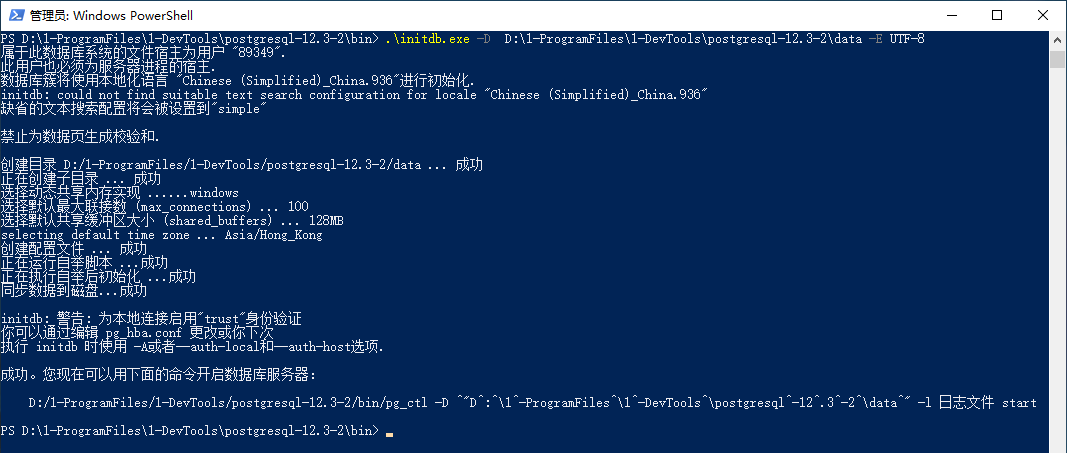 管理员: Windows PowerShell
PS D:\1-ProgramFiles\1-DevTools\postgresql-12.3-2\bin> .\initdb.exe -D  D:\1-ProgramFiles\1-DevTools\postgresql-12.3-2\data -E UTF-8
属于此数据库系统的文件宿主为用户 "89349".
此用户也必须为服务器进程的宿主.
数据库簇将使用本地化语言 "Chinese (Simplified)_China.936"进行初始化.
initdb: could not find suitable text search configuration for locale "Chinese (Simplified)_China.936"
缺省的文本搜索配置将会被设置到"simple"
禁止为数据页生成校验和.
创建目录 D:/1-ProgramFiles/1-DevTools/postgresql-12.3-2/data ... 成功
正在创建子目录 ... 成功
选择动态共享内存实现 ......windows
选择默认最大联接数 (max_connections) ... 100
选择默认共享缓冲区大小 (shared_buffers) ... 128MB
selecting default time zone ... Asia/Hong_Kong
创建配置文件 ... 成功
正在运行自举脚本 ...成功
正在执行自举后初始化 ...成功
同步数据到磁盘...成功
initdb: 警告: 为本地连接启用"trust"身份验证
你可以通过编辑 pg_hba.conf 更改或你下次
执行 initdb 时使用 -A或者--auth-local和--auth-host选项.
成功。您现在可以用下面的命令开启数据库服务器：
D:/1-ProgramFiles/1-DevTools/postgresql-12.3-2/bin/pg_ctl -D ^"D^:^\1^-ProgramFiles^\1^-DevTools^\postgresql^-12^.3^-2^\data^" -l 日志文件 start
PS D:\1-ProgramFiles\1-DevTools\postgresql-12.3-2\bin>